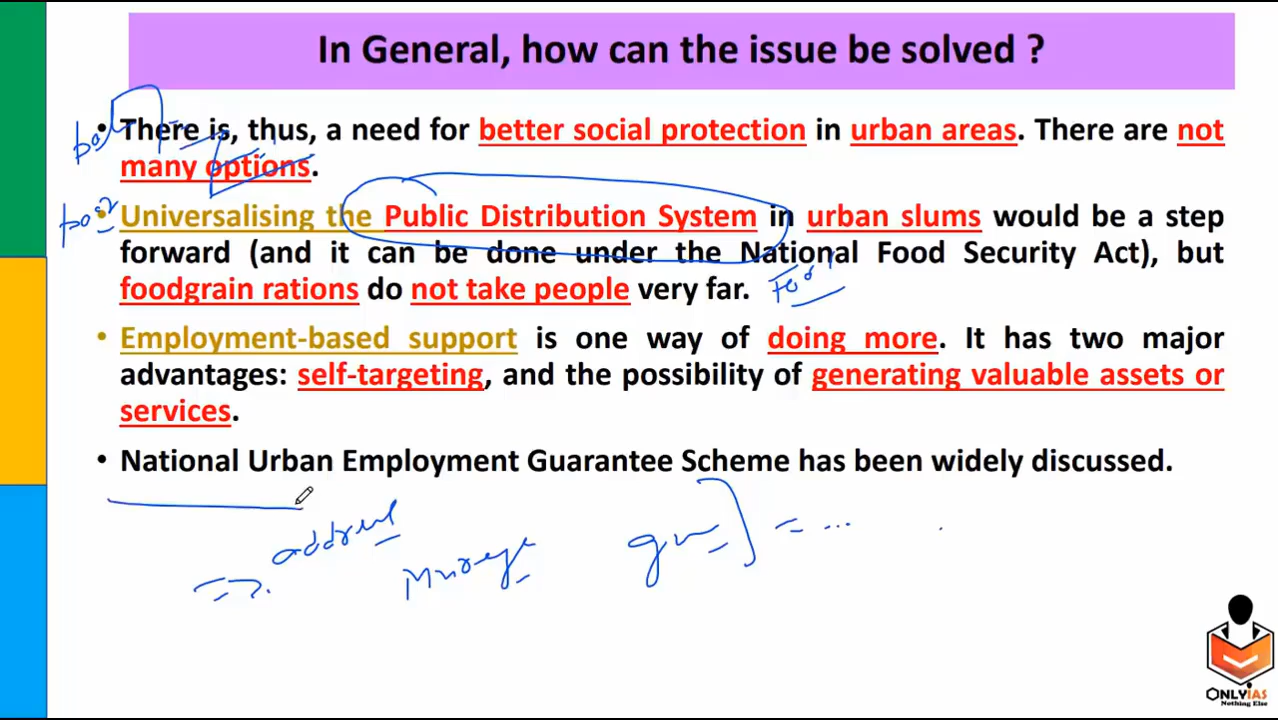 In General, how can the issue be solved ?
• There is, thus, a need for better social protection in urban areas. There are not
many options.
• Universalising the Public Distribution System in urban slums would be a step
forward (and it can be done under the National Food Security Act), but
foodgrain rations do not take people very far.
• Employment-based support is one way of doing more. It has two major
advantages: self-targeting, and the possibility of generating valuable assets or
services.
• National Urban Employment Guarantee Scheme has been widely discussed.
ONLYIAS
Nothing Else